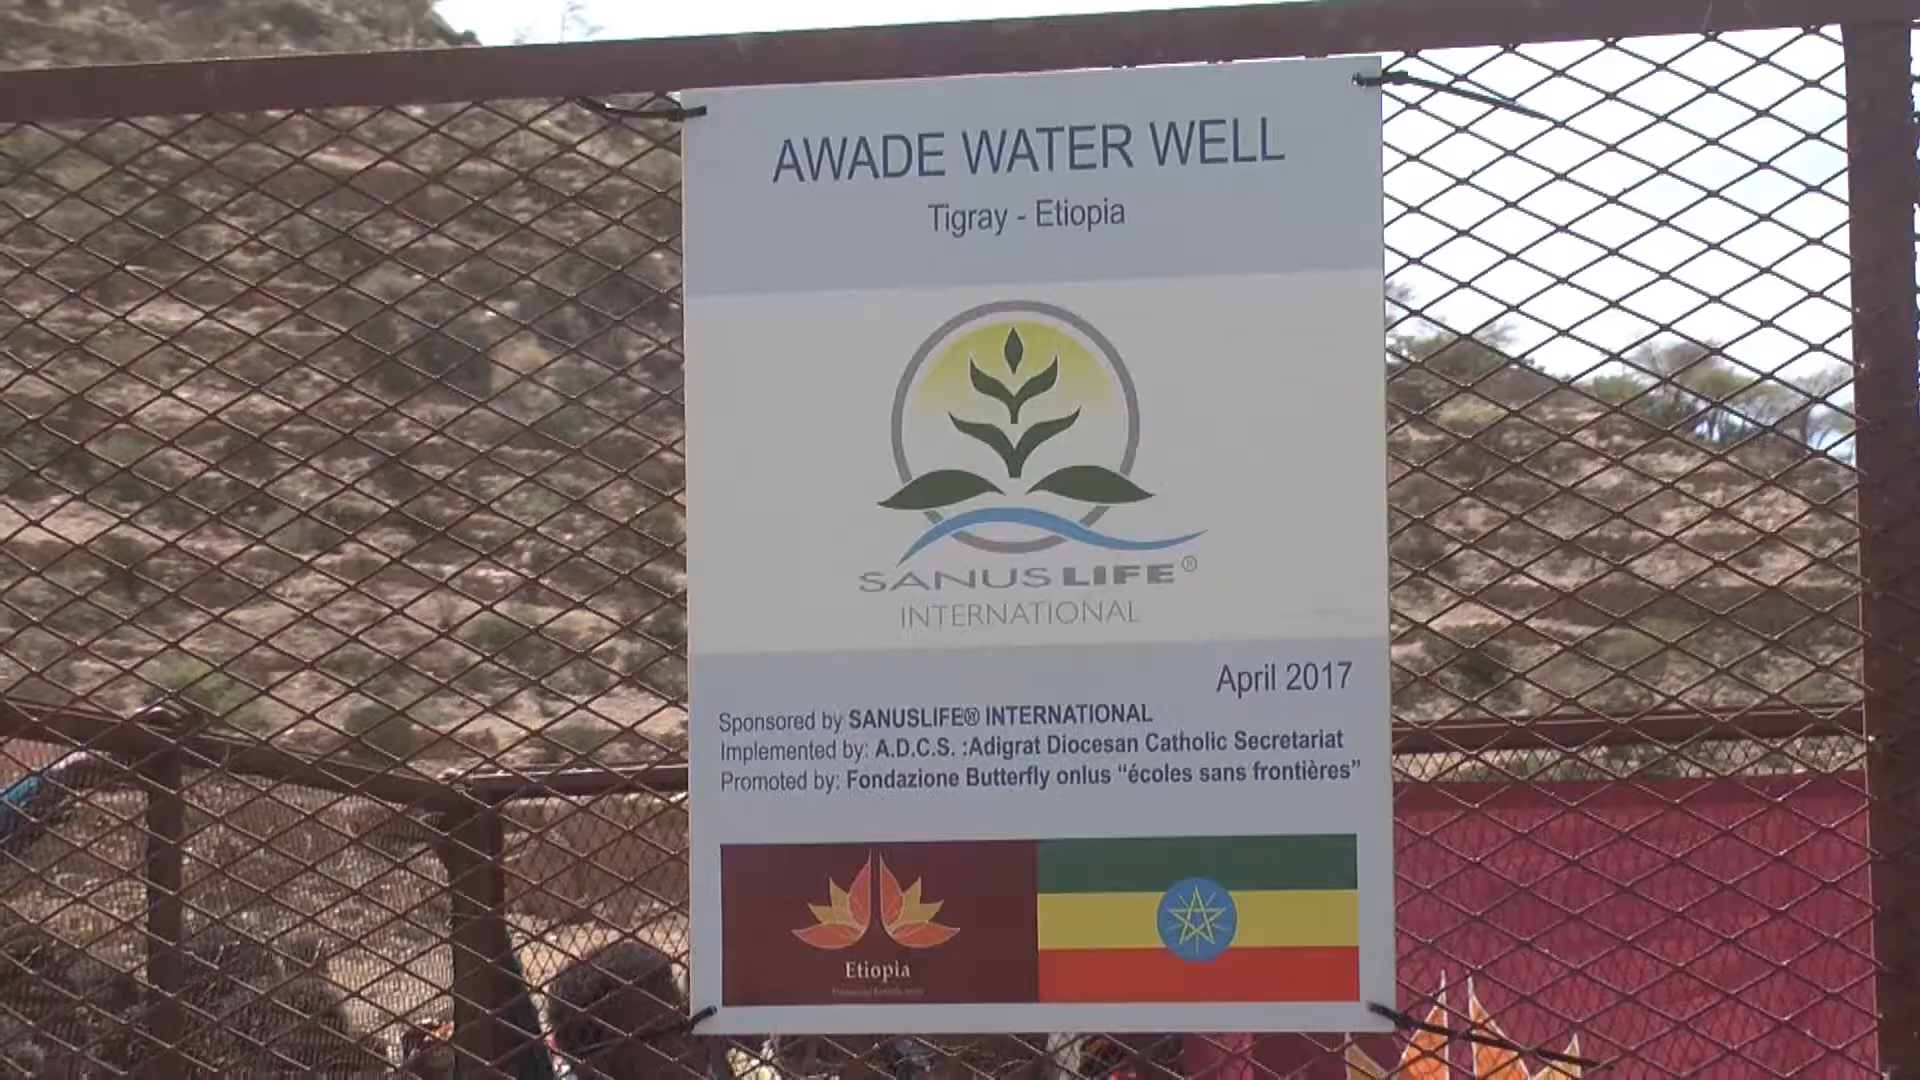 AWADE WATER WELL
Tigray - Etiopia
SANUSLIFE®
INTERNATIONAL
April 2017
Sponsored by SANUSLIFE® INTERNATIONAL
Implemented by: A.D.C.S. :Adigrat Diocesan Catholic Secretariat
Promoted by: Fondazione Butterfly onlus “écoles sans frontières”
Etiopia